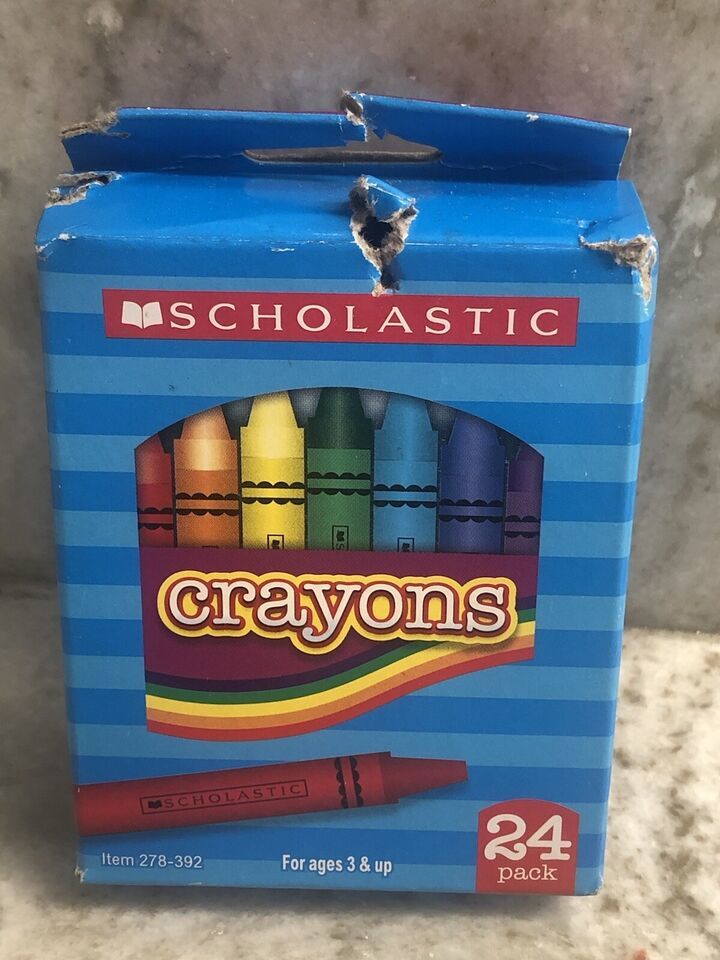 SCHOLASTIC
crayons
SCHOLASTIC
24
pack
Item 278-392
For ages 3 & up